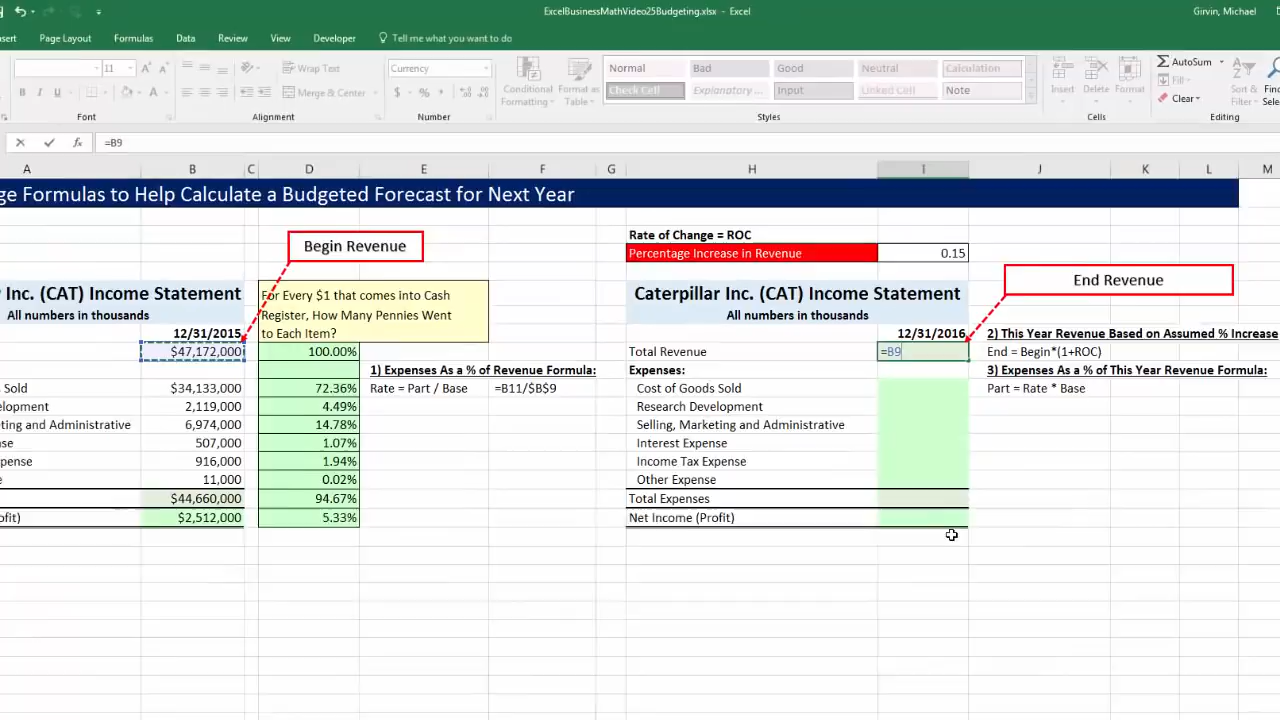 ExcelBusinessMathVideo25Budgeting.xlsx - Excel
Girvin, Michael
nsert Page Layout Formulas Data Review View Developer Tell me what you want to do
11 A A Wrap Text Currency Normal Bad Good Neutral Calculation AutoSum
B I U A Merge & Center $ % , Conditional Formatting Format as Table Check Cell Explanatory ... Input Linked Cell Note Insert Delete Format Fill Sort & Filter
Clear
Font Alignment Number Styles Cells Editing
fx =B9
A B C D E F G H I J K L M
ge Formulas to Help Calculate a Budgeted Forecast for Next Year
Begin Revenue
Rate of Change = ROC
Percentage Increase in Revenue 0.15
End Revenue
Inc. (CAT) Income Statement
All numbers in thousands
12/31/2015
For Every $1 that comes into Cash
Register, How Many Pennies Went
to Each Item?
Caterpillar Inc. (CAT) Income Statement
All numbers in thousands
12/31/2016 2) This Year Revenue Based on Assumed % Increase
$47,172,000 100.00% Total Revenue =B9 End = Begin*(1+ROC)
1) Expenses As a % of Revenue Formula: Expenses: 3) Expenses As a % of This Year Revenue Formula:
Sold $34,133,000 72.36% Rate = Part / Base =B11/$B$9 Cost of Goods Sold Part = Rate * Base
elopment 2,119,000 4.49% Research Development
eting and Administrative 6,974,000 14.78% Selling, Marketing and Administrative
nse 507,000 1.07% Interest Expense
xpense 916,000 1.94% Income Tax Expense
e 11,000 0.02% Other Expense
$44,660,000 94.67% Total Expenses
ofit) $2,512,000 5.33% Net Income (Profit)